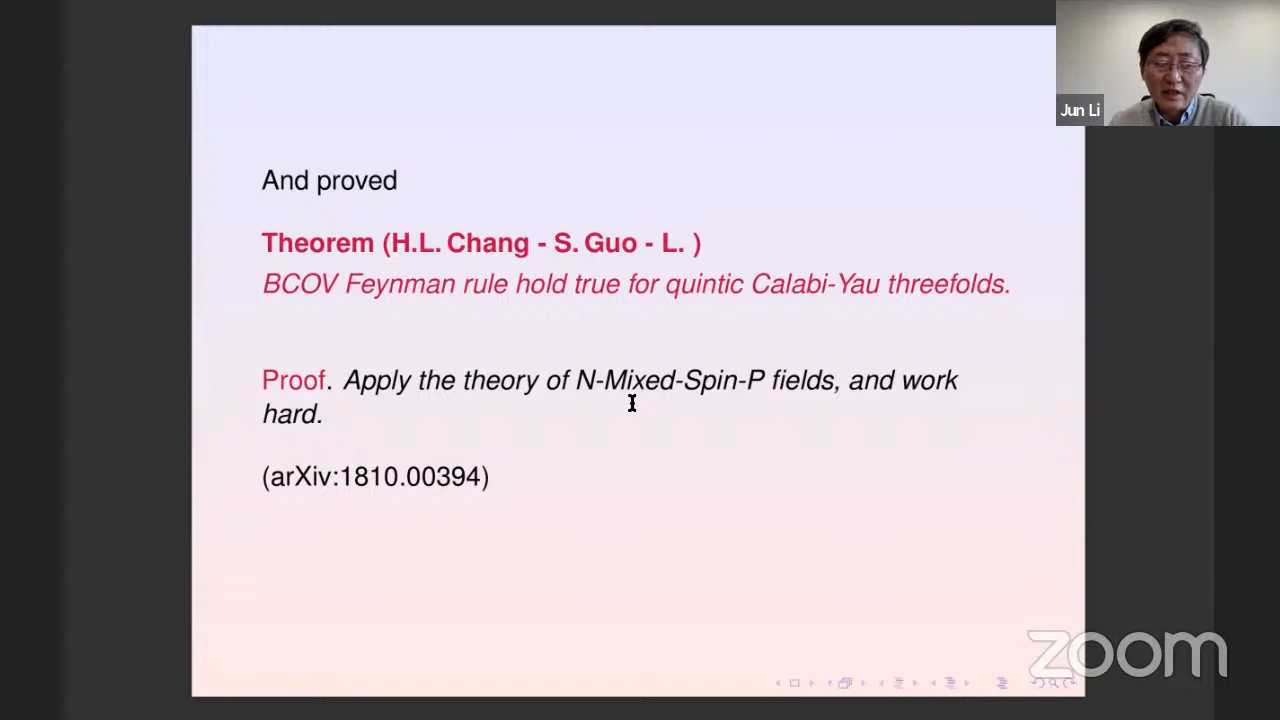 Jun Li
And proved
Theorem (H.L. Chang - S. Guo - L. )
BCOV Feynman rule hold true for quintic Calabi-Yau threefolds.
Proof. Apply the theory of N-Mixed-Spin-P fields, and work
hard.
(arXiv:1810.00394)
zoom